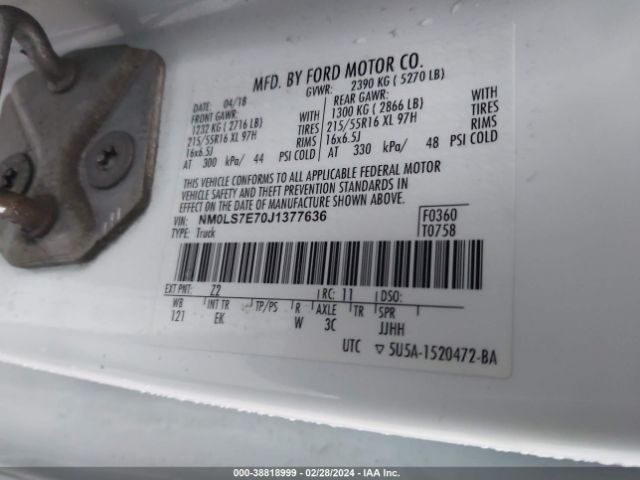 MFD. BY FORD MOTOR CO.
DATE: 04/18 GVWR: 2390 KG ( 5270 LB)
FRONT GAWR: REAR GAWR:
1232 KG ( 2716 LB) WITH 1300 KG ( 2866 LB) WITH
215/55R16 XL 97H TIRES 215/55R16 XL 97H TIRES
16x6.5J RIMS 16x6.5J RIMS
AT 300 kPa/ 44 PSI COLD AT 330 kPa/ 48 PSI COLD
THIS VEHICLE CONFORMS TO ALL APPLICABLE FEDERAL MOTOR
VEHICLE SAFETY AND THEFT PREVENTION STANDARDS IN
EFFECT ON THE DATE OF MANUFACTURE SHOWN ABOVE.
VIN: NM0LS7E70J1377636 F0360
TYPE: Truck T0758
EXT PNT: Z2 RC: 11 DSO:
WB INT TR TP/PS R AXLE TR SPR
121 EK W 3C JJHH
UTC ▽ 5U5A-1520472-BA
000-38818999 - 02/28/2024 - IAA Inc.